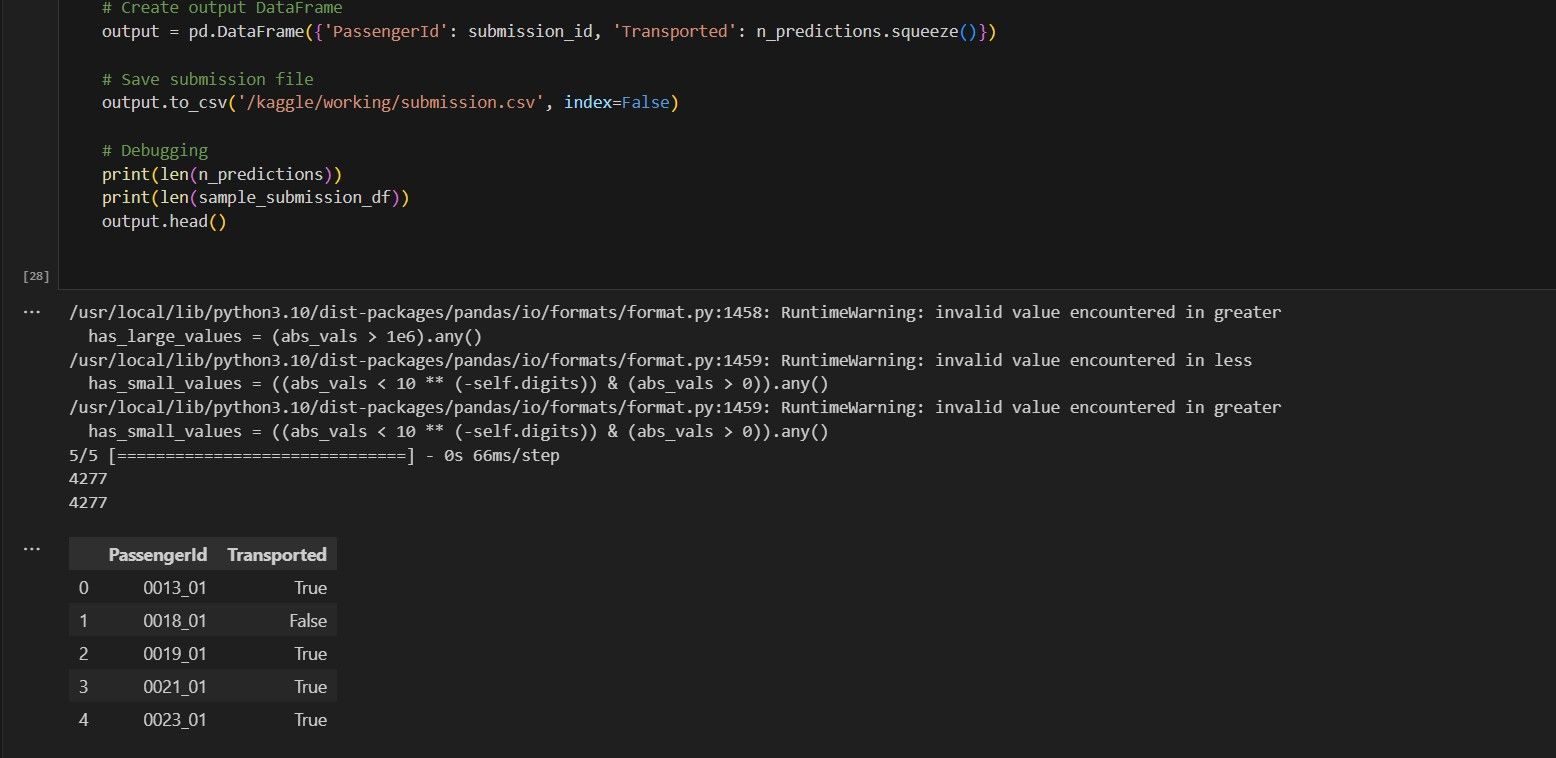 # Create output DataFrame
output = pd.DataFrame({'PassengerId': submission_id, 'Transported': n_predictions.squeeze()})
# Save submission file
output.to_csv('/kaggle/working/submission.csv', index=False)
# Debugging
print(len(n_predictions))
print(len(sample_submission_df))
output.head()
[28]
... /usr/local/lib/python3.10/dist-packages/pandas/io/formats/format.py:1458: RuntimeWarning: invalid value encountered in greater
  has_large_values = (abs_vals > 1e6).any()
/usr/local/lib/python3.10/dist-packages/pandas/io/formats/format.py:1459: RuntimeWarning: invalid value encountered in less
  has_small_values = ((abs_vals < 10 ** (-self.digits)) & (abs_vals > 0)).any()
/usr/local/lib/python3.10/dist-packages/pandas/io/formats/format.py:1459: RuntimeWarning: invalid value encountered in greater
  has_small_values = ((abs_vals < 10 ** (-self.digits)) & (abs_vals > 0)).any()
5/5 [==============================] - 0s 66ms/step
4277
4277
...
PassengerId Transported
0 0013_01 True
1 0018_01 False
2 0019_01 True
3 0021_01 True
4 0023_01 True